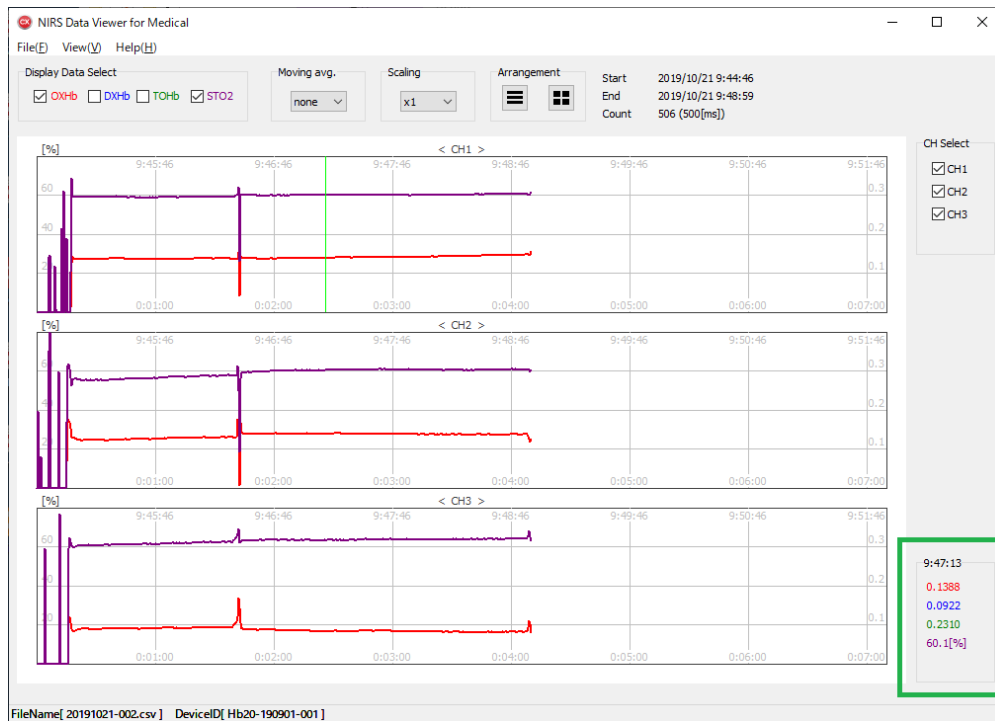 NIRS Data Viewer for Medical
File(F) View(V) Help(H)
Display Data Select
OXHb DXHb TOHb STO2
Moving avg.
none
Scaling
x1
Arrangement
Start 2019/10/21 9:44:46
End 2019/10/21 9:48:59
Count 506 (500[ms])
CH Select
CH1
CH2
CH3
[%] < CH1 >
9:45:46 9:46:46 9:47:46 9:48:46 9:49:46 9:50:46 9:51:46
60 0.3
40 0.2
20 0.1
0:01:00 0:02:00 0:03:00 0:04:00 0:05:00 0:06:00 0:07:00
[%] < CH2 >
9:45:46 9:46:46 9:47:46 9:48:46 9:49:46 9:50:46 9:51:46
60 0.3
40 0.2
20 0.1
0:01:00 0:02:00 0:03:00 0:04:00 0:05:00 0:06:00 0:07:00
[%] < CH3 >
9:45:46 9:46:46 9:47:46 9:48:46 9:49:46 9:50:46 9:51:46
60 0.3
40 0.2
20 0.1
0:01:00 0:02:00 0:03:00 0:04:00 0:05:00 0:06:00 0:07:00
9:47:13
0.1388
0.0922
0.2310
60.1[%]
FileName[ 20191021-002.csv ] DeviceID[ Hb20-190901-001 ]